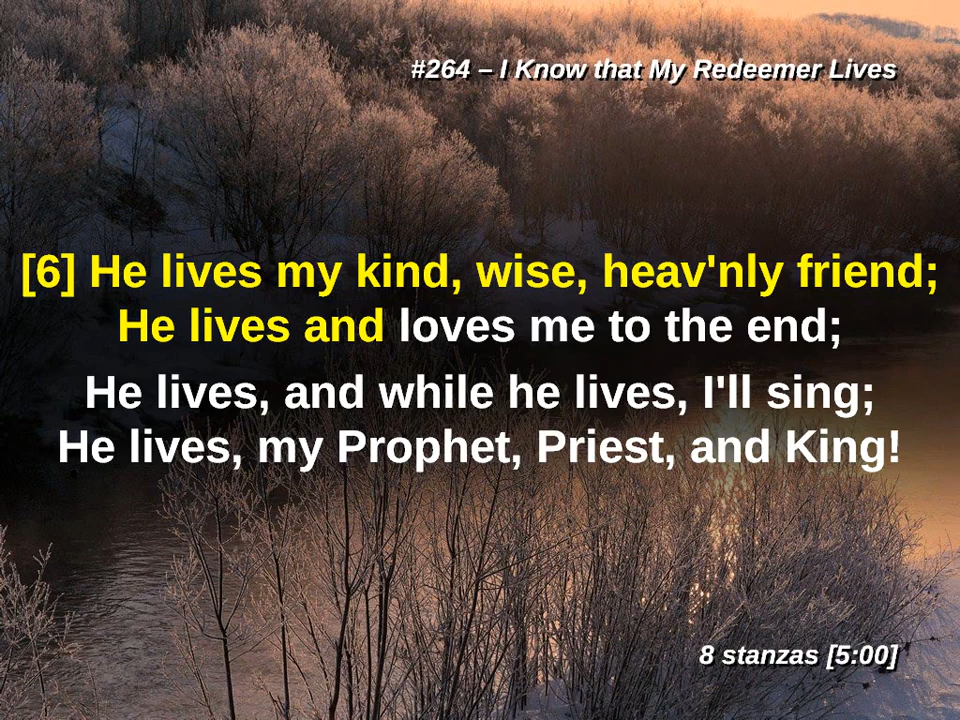 #264 – I Know that My Redeemer Lives
[6] He lives my kind, wise, heav'nly friend;
He lives and loves me to the end;
He lives, and while he lives, I'll sing;
He lives, my Prophet, Priest, and King!
8 stanzas [5:00]